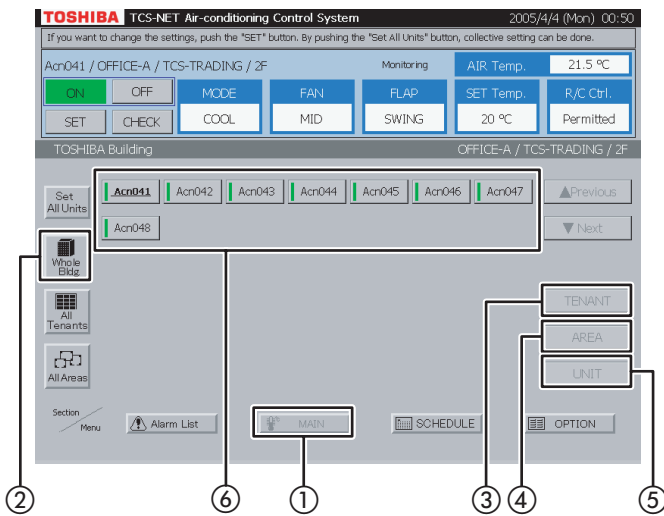 TOSHIBA TCS-NET Air-conditioning Control System 2005/4/4 (Mon) 00:50
If you want to change the settings, push the "SET" button. By pushing the "Set All Units" button, collective setting can be done.
Acn041 / OFFICE-A / TCS-TRADING / 2F Monitoring AIR Temp. 21.5 °C
ON OFF MODE FAN FLAP SET Temp. R/C Ctrl.
SET CHECK COOL MID SWING 20 °C Permitted
TOSHIBA Building OFFICE-A / TCS-TRADING / 2F
Set All Units
Acn041 Acn042 Acn043 Acn044 Acn045 Acn046 Acn047 ▲Previous
Acn048 ▼Next
Whole Bldg.
All Tenants
TENANT
AREA
All Areas
UNIT
Section / Menu
Alarm List MAIN SCHEDULE OPTION
② ⑥ ① ③ ④ ⑤